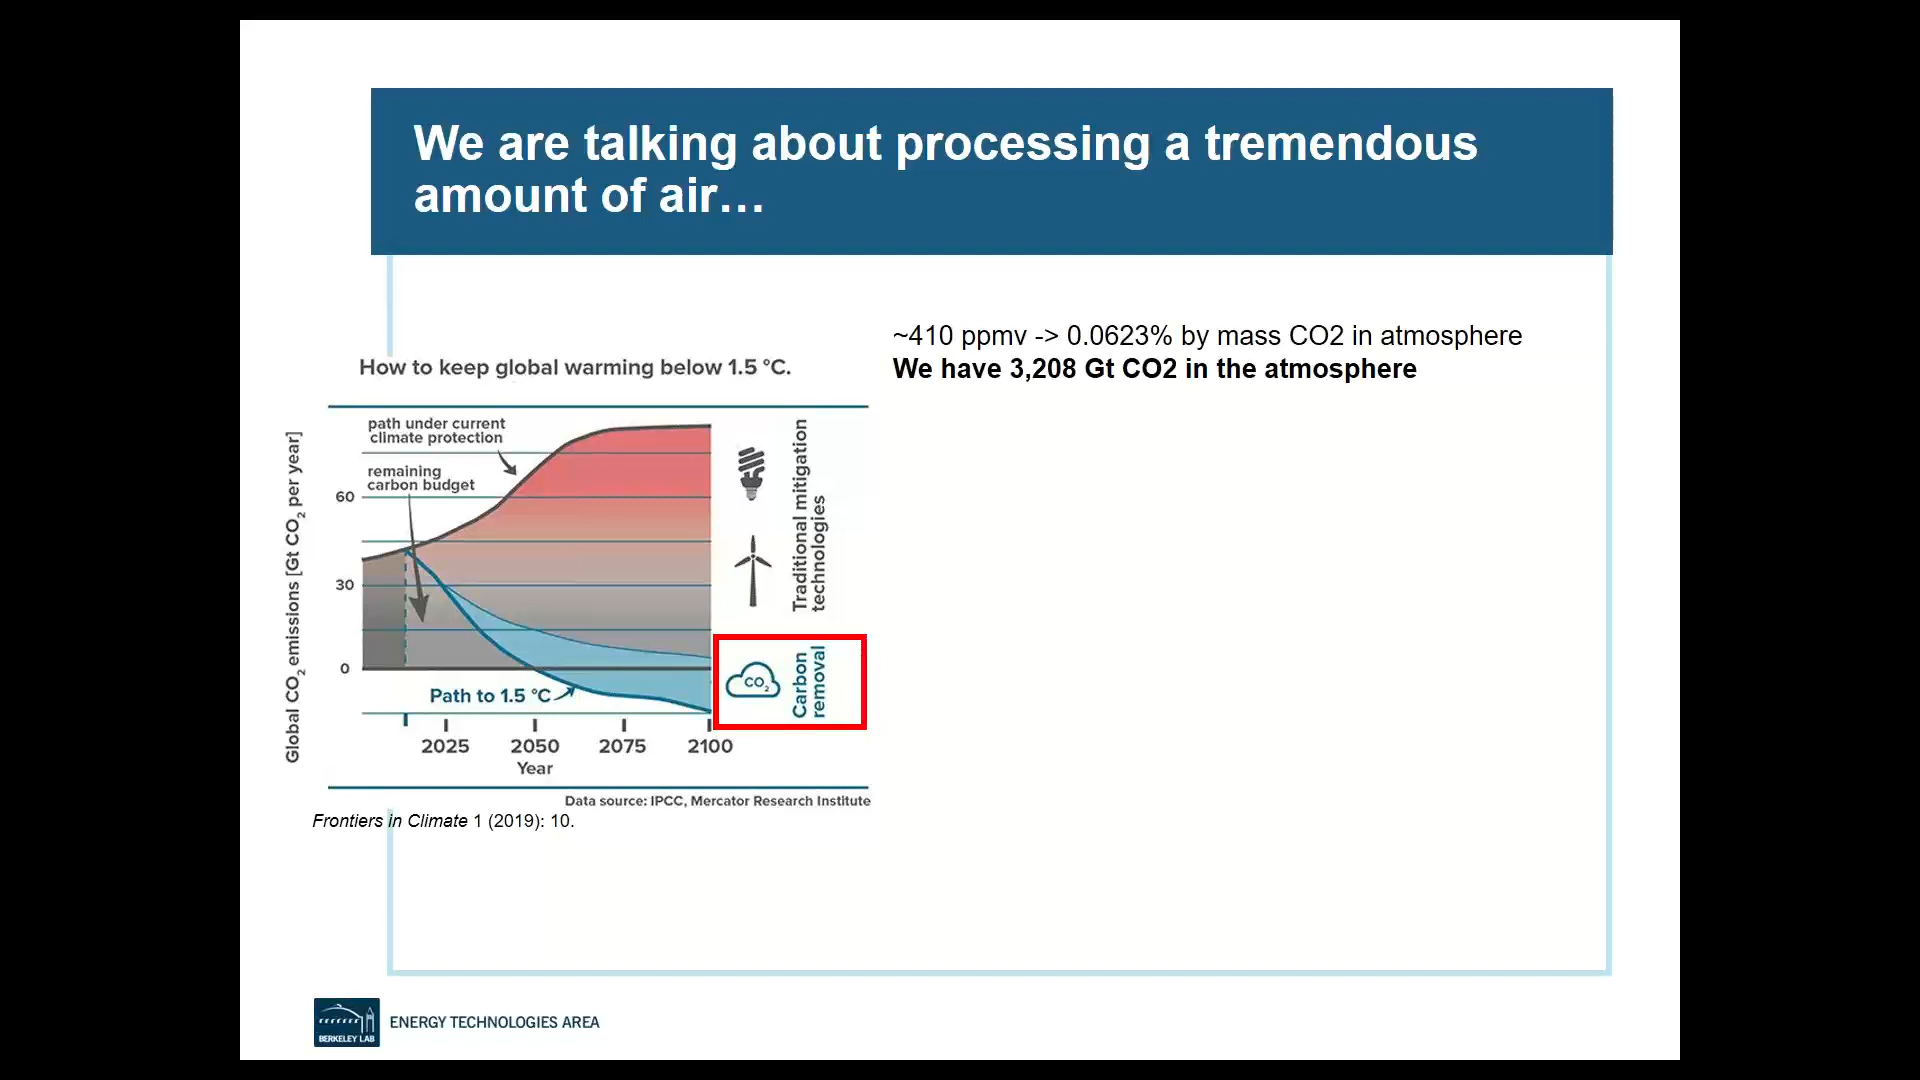 We are talking about processing a tremendous
amount of air…
~410 ppmv -> 0.0623% by mass CO2 in atmosphere
We have 3,208 Gt CO2 in the atmosphere
How to keep global warming below 1.5 °C.
path under current
climate protection
remaining
carbon budget
60
30
0
Global CO2 emissions [Gt CO2 per year]
Path to 1.5 °C
2025 2050 2075 2100
Year
Traditional mitigation
technologies
CO2
Carbon
removal
Data source: IPCC, Mercator Research Institute
Frontiers in Climate 1 (2019): 10.
BERKELEY LAB
ENERGY TECHNOLOGIES AREA